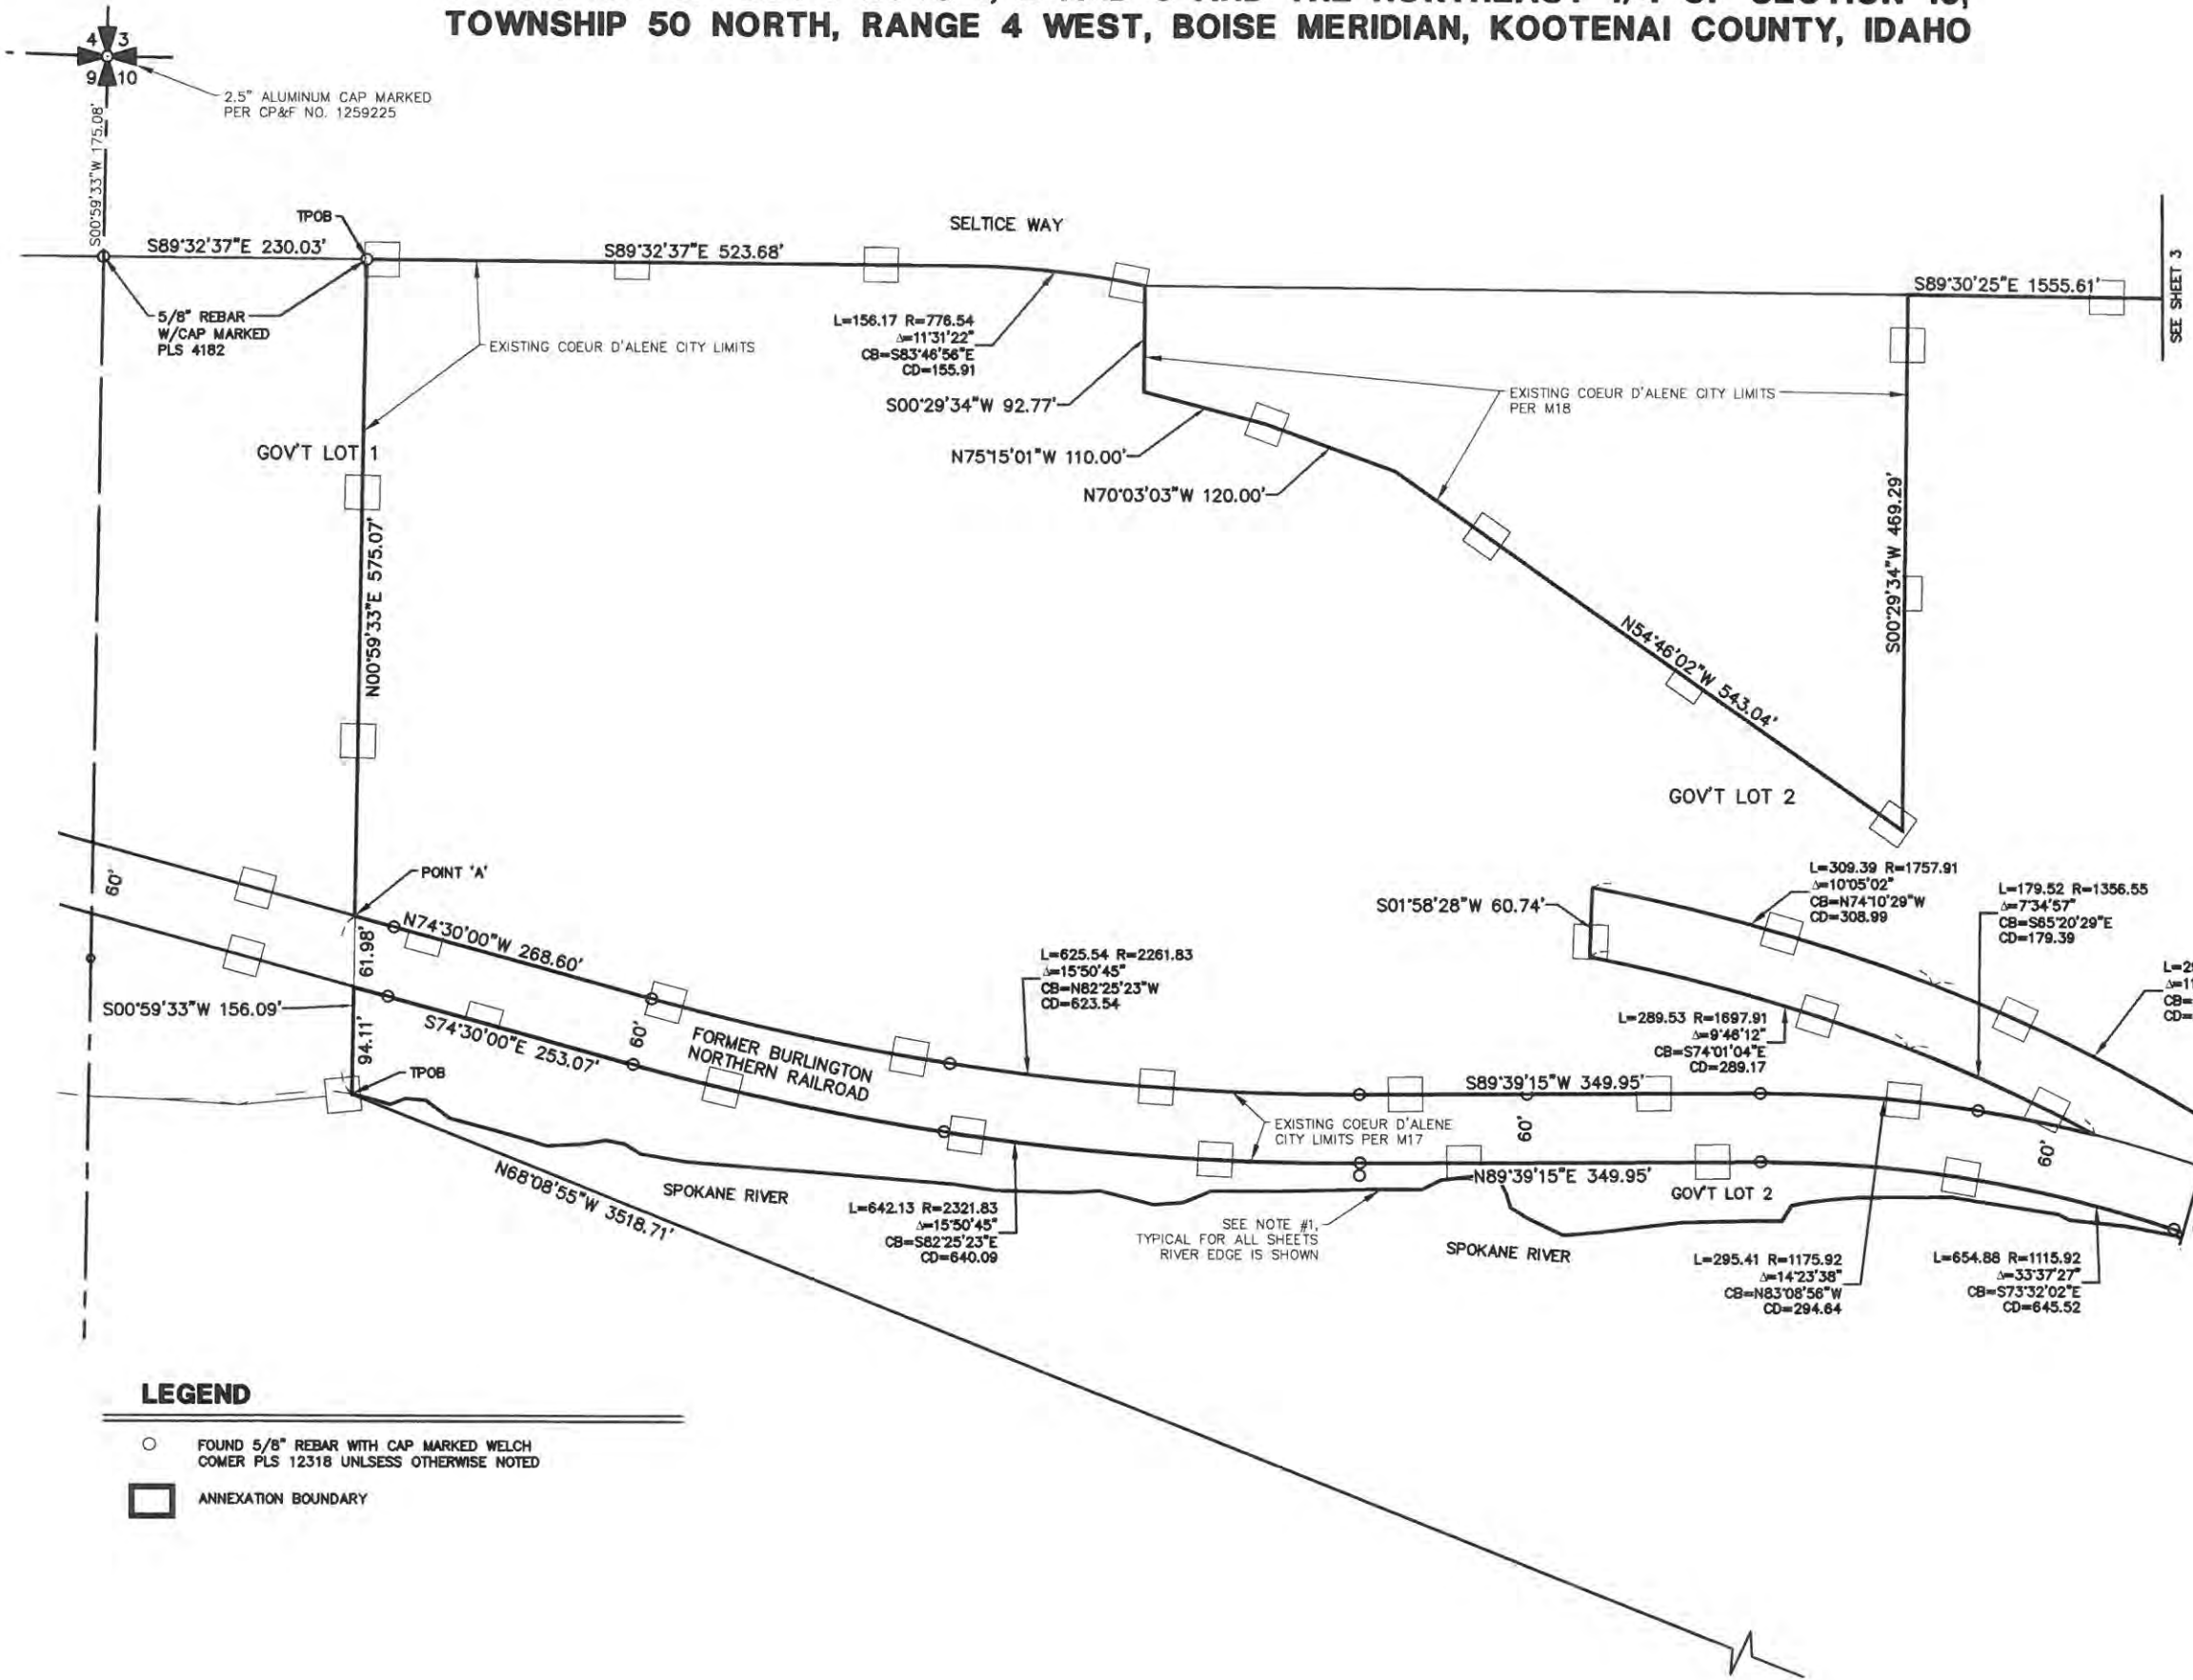 TOWNSHIP 50 NORTH, RANGE 4 WEST, BOISE MERIDIAN, KOOTENAI COUNTY, IDAHO
4 3
9 10
2.5" ALUMINUM CAP MARKED
PER CP&F NO. 1259225
S00°59'33"W 175.08'
TPOB
SELTICE WAY
S89°32'37"E 230.03'
S89°32'37"E 523.68'
S89°30'25"E 1555.61'
SEE SHEET 3
5/8" REBAR
W/CAP MARKED
PLS 4182
EXISTING COEUR D'ALENE CITY LIMITS
L=156.17 R=776.54
Δ=11°31'22"
CB=S83°46'56"E
CD=155.91
S00°29'34"W 92.77'
EXISTING COEUR D'ALENE CITY LIMITS
PER M18
GOV'T LOT 1
N75°15'01"W 110.00'
N70°03'03"W 120.00'
N00°59'33"E 575.07'
S00°29'34"W 469.29'
N54°46'02"W 543.04'
GOV'T LOT 2
POINT 'A'
60'
N74°30'00"W 268.60'
61.98'
S00°59'33"W 156.09'
94.11'
S74°30'00"E 253.07'
60'
FORMER BURLINGTON
NORTHERN RAILROAD
TPOB
L=625.54 R=2261.83
Δ=15°50'45"
CB=N82°25'23"W
CD=623.54
S01°58'28"W 60.74'
L=309.39 R=1757.91
Δ=10°05'02"
CB=N74°10'29"W
CD=308.99
L=179.52 R=1356.55
Δ=7°34'57"
CB=S65°20'29"E
CD=179.39
L=2
Δ=11
CB=
CD=
L=289.53 R=1697.91
Δ=9°46'12"
CB=S74°01'04"E
CD=289.17
S89°39'15"W 349.95'
EXISTING COEUR D'ALENE
CITY LIMITS PER M17
60'
60'
N89°39'15"E 349.95'
GOV'T LOT 2
N68°08'55"W 3518.71'
SPOKANE RIVER
L=642.13 R=2321.83
Δ=15°50'45"
CB=S82°25'23"E
CD=640.09
SEE NOTE #1,
TYPICAL FOR ALL SHEETS
RIVER EDGE IS SHOWN
SPOKANE RIVER
L=295.41 R=1175.92
Δ=14°23'38"
CB=N83°08'56"W
CD=294.64
L=654.88 R=1115.92
Δ=33°37'27"
CB=S73°32'02"E
CD=645.52
LEGEND
FOUND 5/8" REBAR WITH CAP MARKED WELCH
COMER PLS 12318 UNLSESS OTHERWISE NOTED
ANNEXATION BOUNDARY